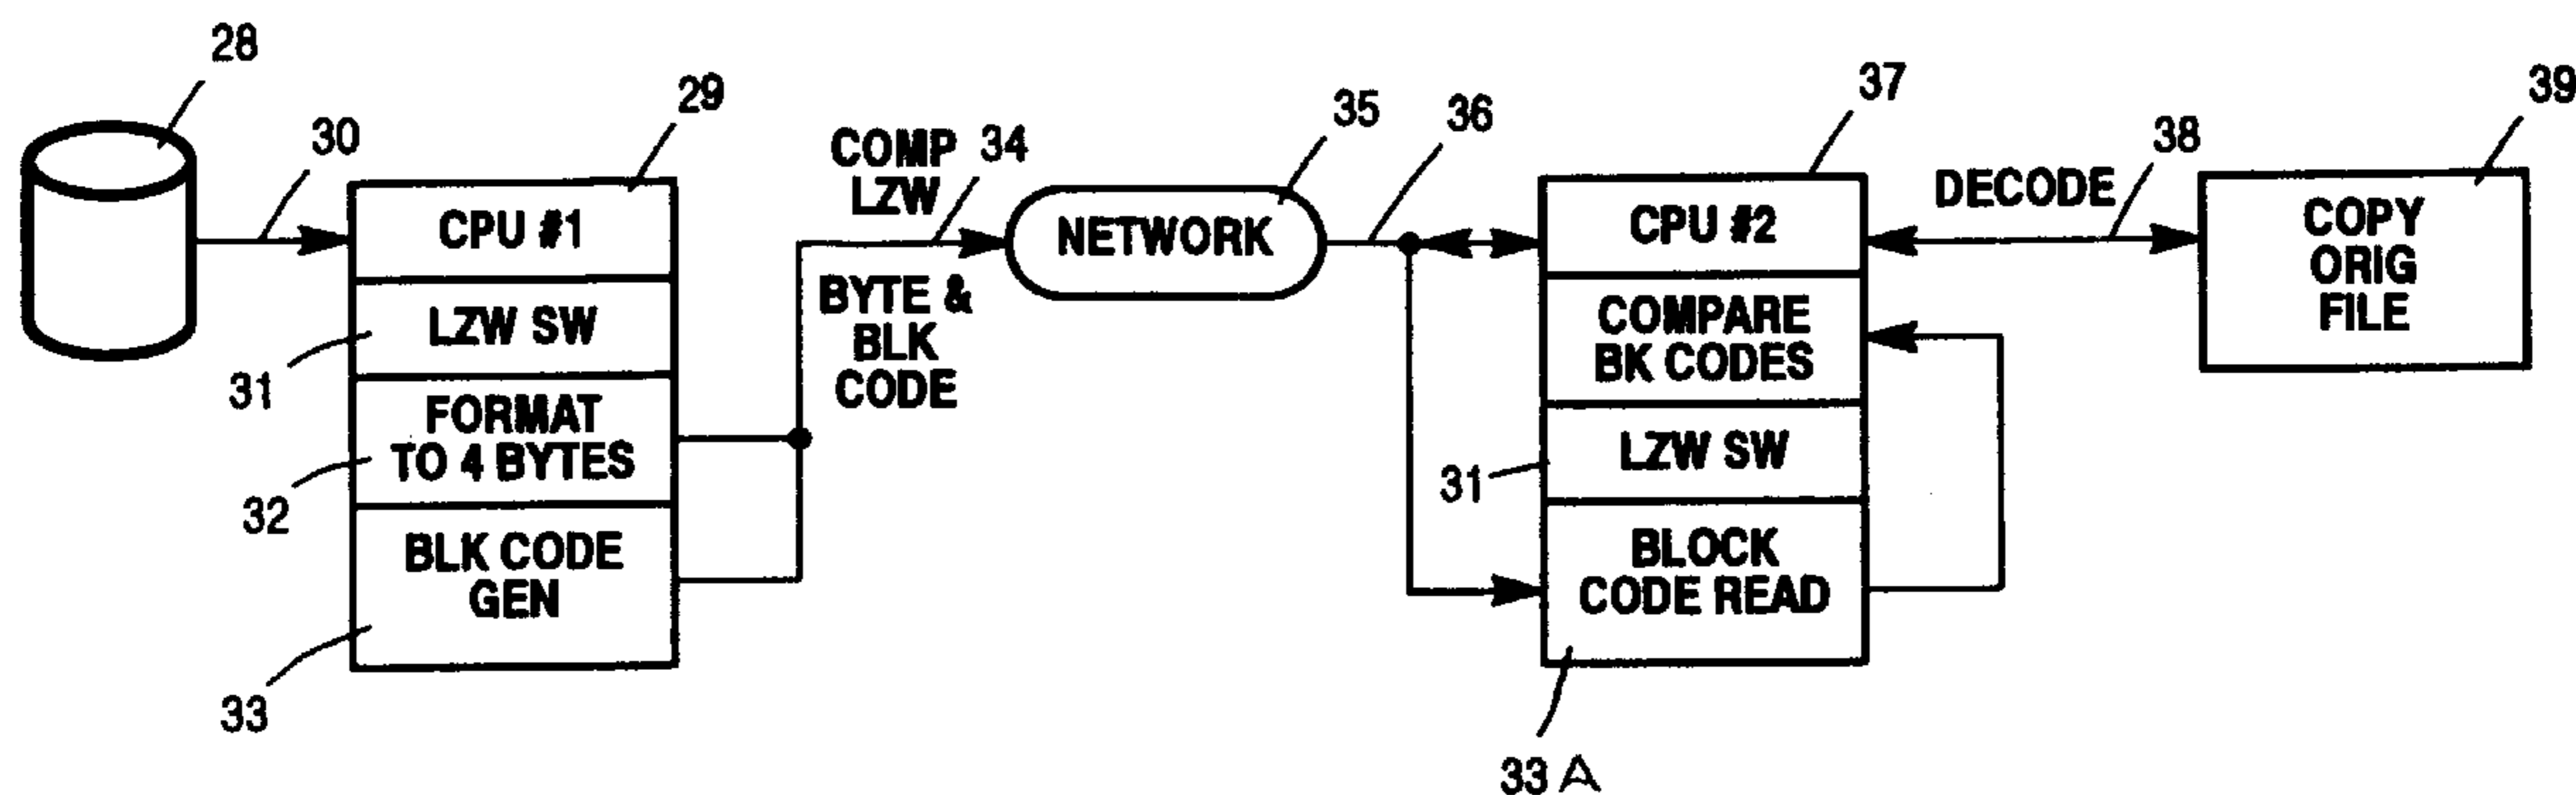 28
30
29
CPU #1
LZW SW
31
FORMAT
TO 4 BYTES
32
BLK CODE
GEN
33
COMP
LZW
34
BYTE &
BLK
CODE
35
NETWORK
36
37
CPU #2
COMPARE
BK CODES
LZW SW
31
BLOCK
CODE READ
33 A
DECODE
38
39
COPY
ORIG
FILE